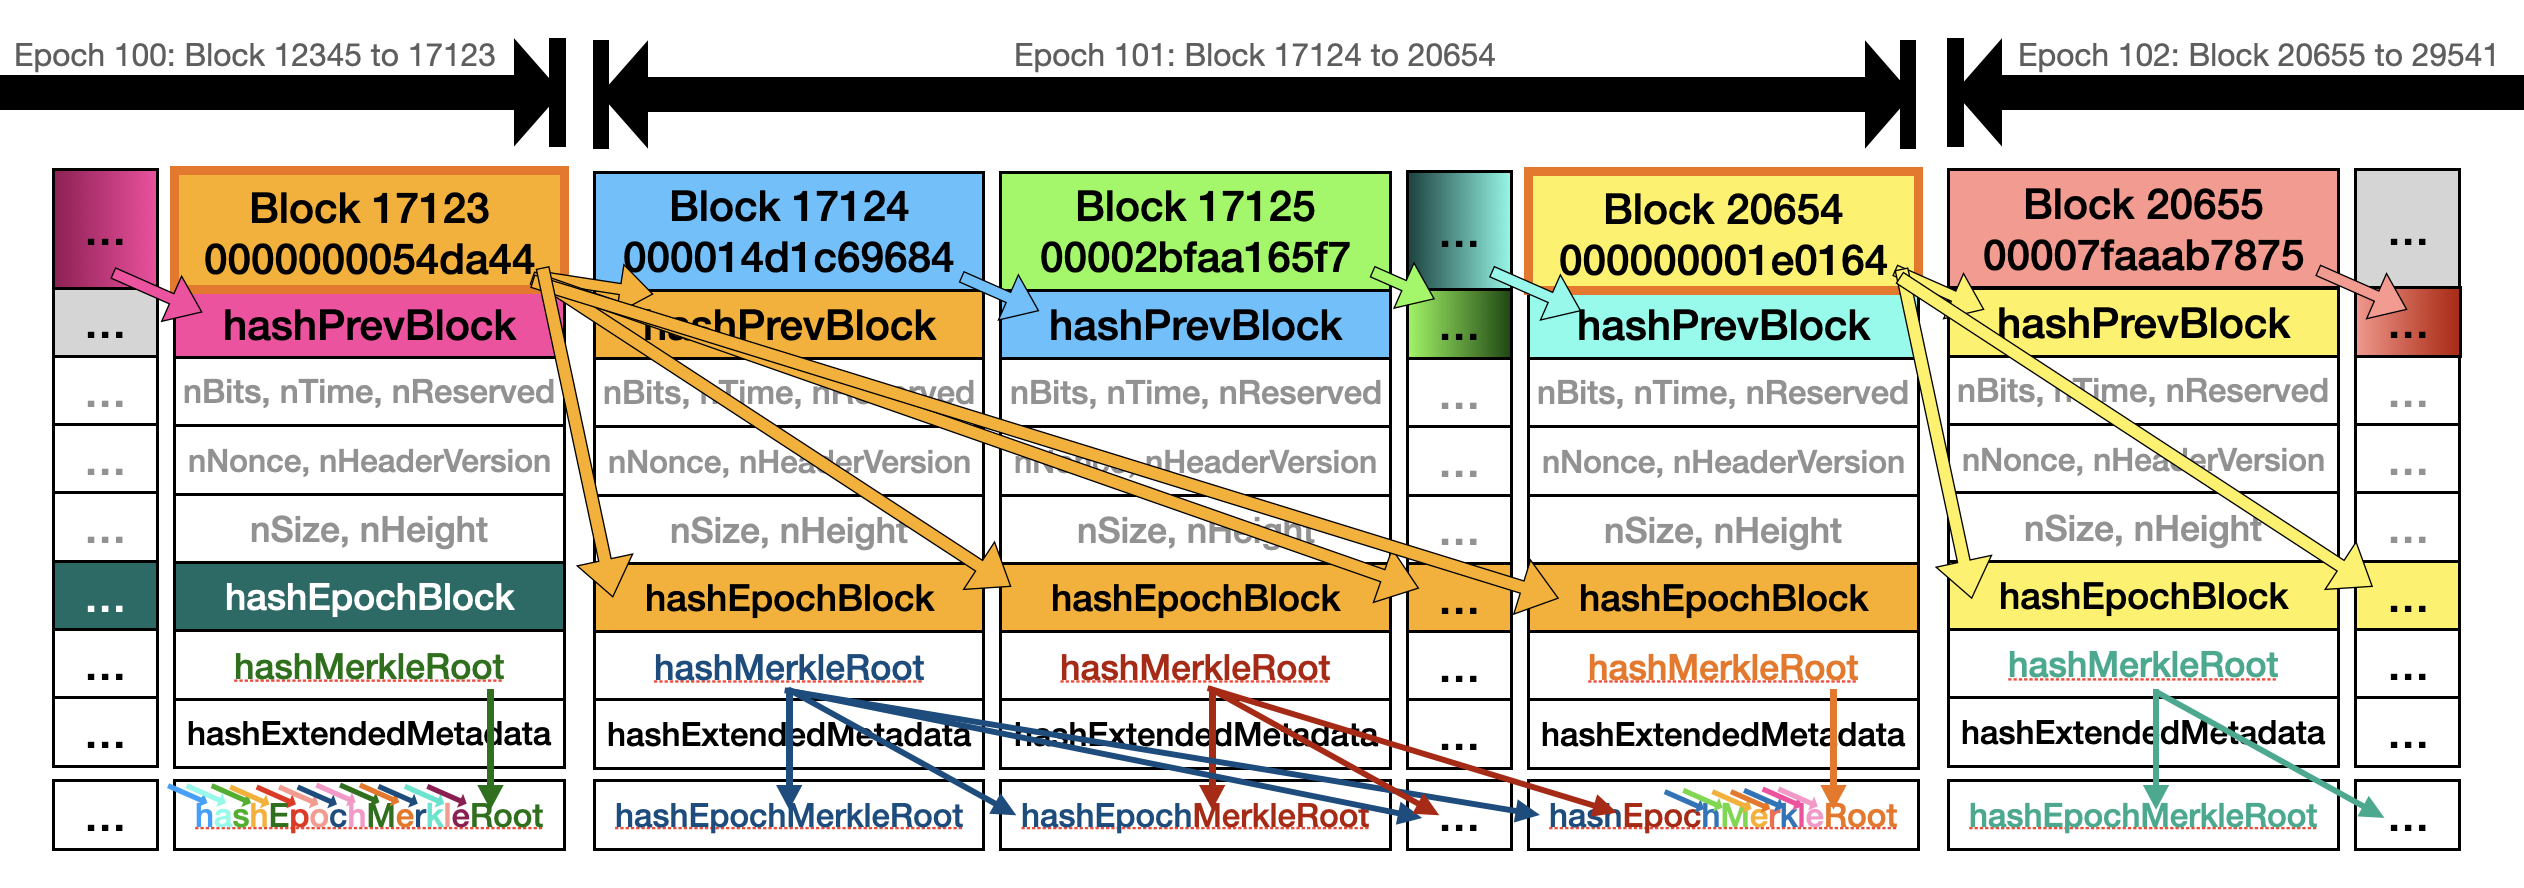 Epoch 100: Block 12345 to 17123
Epoch 101: Block 17124 to 20654
Epoch 102: Block 20655 to 29541
...
...
...
...
...
...
...
...
...
Block 17123
0000000054da44
hashPrevBlock
nBits, nTime, nReserved
nNonce, nHeaderVersion
nSize, nHeight
hashEpochBlock
hashMerkleRoot
hashExtendedMetadata
hashEpochMerkleRoot
Block 17124
000014d1c69684
hashPrevBlock
nBits, nTime, nReserved
nNonce, nHeaderVersion
nSize, nHeight
hashEpochBlock
hashMerkleRoot
hashExtendedMetadata
hashEpochMerkleRoot
Block 17125
00002bfaa165f7
hashPrevBlock
nBits, nTime, nReserved
nNonce, nHeaderVersion
nSize, nHeight
hashEpochBlock
hashMerkleRoot
hashExtendedMetadata
hashEpochMerkleRoot
...
...
...
...
...
...
...
...
...
Block 20654
000000001e0164
hashPrevBlock
nBits, nTime, nReserved
nNonce, nHeaderVersion
nSize, nHeight
hashEpochBlock
hashMerkleRoot
hashExtendedMetadata
hashEpochMerkleRoot
Block 20655
00007faaab7875
hashPrevBlock
nBits, nTime, nReserved
nNonce, nHeaderVersion
nSize, nHeight
hashEpochBlock
hashMerkleRoot
hashExtendedMetadata
hashEpochMerkleRoot
...
...
...
...
...
...
...
...
...